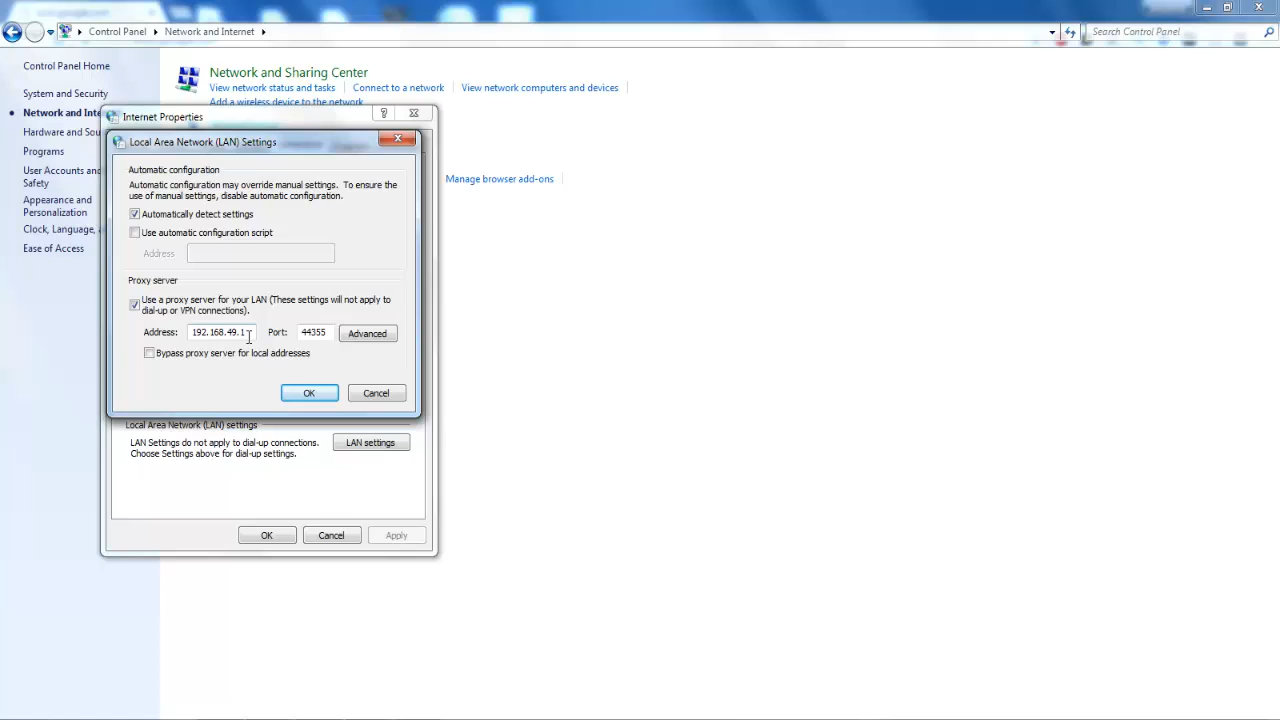 Control Panel
Network and Internet
Search Control Panel
Control Panel Home
System and Security
Network and Inte
Hardware and Sou
Programs
User Accounts and
Safety
Appearance and
Personalization
Clock, Language, a
Ease of Access
Network and Sharing Center
View network status and tasks
Connect to a network
View network computers and devices
Add a wireless device to the network
Manage browser add-ons
Internet Properties
?
Local Area Network (LAN) Settings
Automatic configuration
Automatic configuration may override manual settings. To ensure the
use of manual settings, disable automatic configuration.
Automatically detect settings
Use automatic configuration script
Address
Proxy server
Use a proxy server for your LAN (These settings will not apply to
dial-up or VPN connections).
Address: 192.168.49.1 Port: 44355 Advanced
Bypass proxy server for local addresses
OK Cancel
Local Area Network (LAN) settings
LAN Settings do not apply to dial-up connections.
Choose Settings above for dial-up settings.
LAN settings
OK Cancel Apply